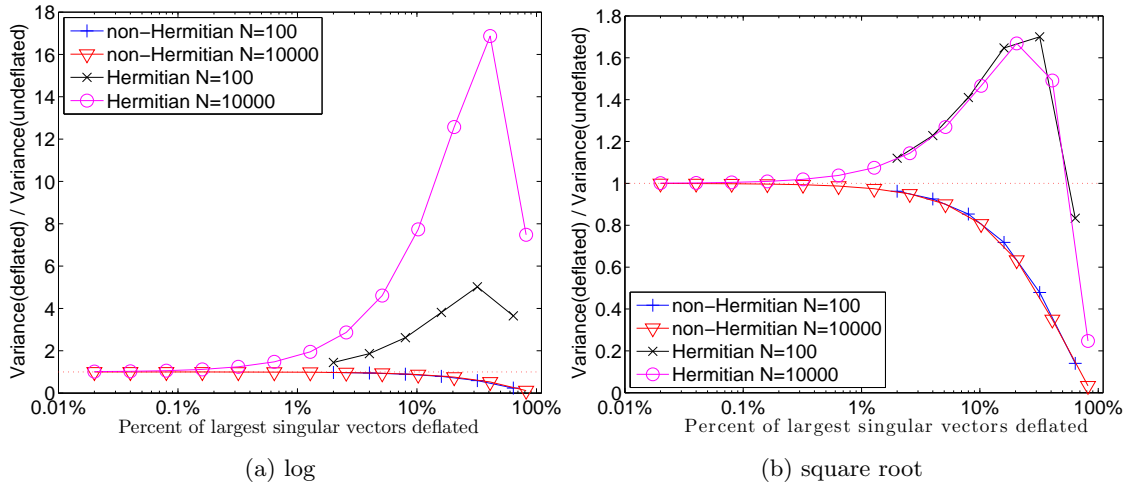 Variance(deflated) / Variance(undeflated)
18
16
14
12
10
8
6
4
2
0
non-Hermitian N=100
non-Hermitian N=10000
Hermitian N=100
Hermitian N=10000
0.01% 0.1% 1% 10% 100%
Percent of largest singular vectors deflated
(a) log
Variance(deflated) / Variance(undeflated)
1.8
1.6
1.4
1.2
1
0.8
0.6
0.4
0.2
0
non-Hermitian N=100
non-Hermitian N=10000
Hermitian N=100
Hermitian N=10000
0.01% 0.1% 1% 10% 100%
Percent of largest singular vectors deflated
(b) square root